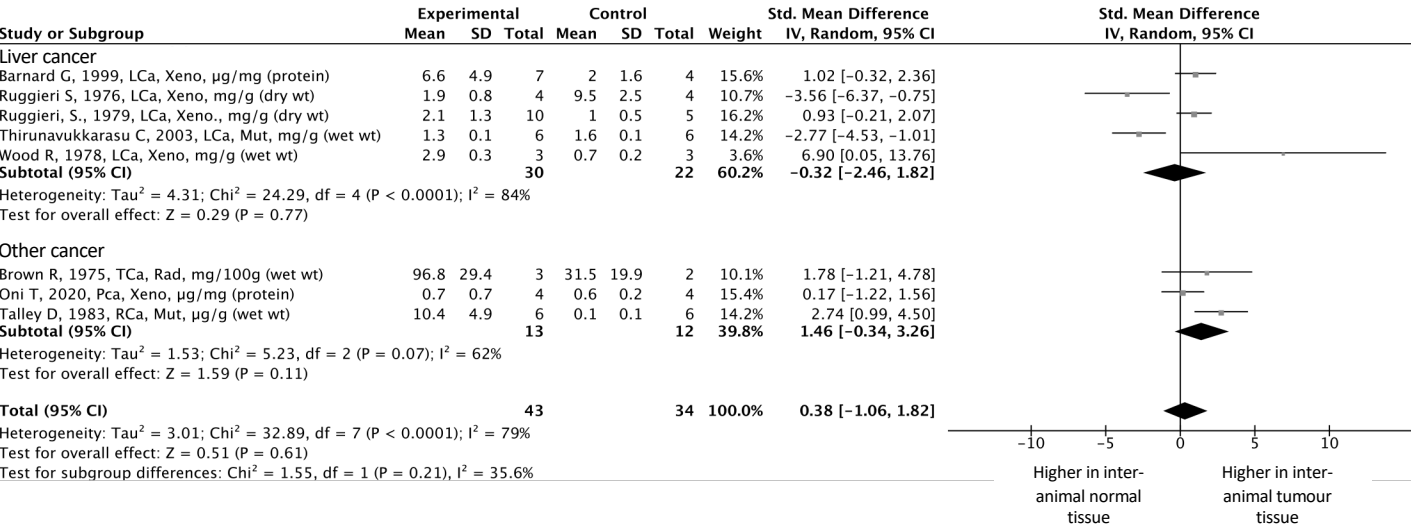 Experimental Control Std. Mean Difference Std. Mean Difference
Study or Subgroup Mean SD Total Mean SD Total Weight IV, Random, 95% CI IV, Random, 95% CI
Liver cancer
Barnard G, 1999, LCa, Xeno, µg/mg (protein) 6.6 4.9 7 2 1.6 4 15.6% 1.02 [-0.32, 2.36]
Ruggieri S, 1976, LCa, Xeno, mg/g (dry wt) 1.9 0.8 4 9.5 2.5 4 10.7% -3.56 [-6.37, -0.75]
Ruggieri, S., 1979, LCa, Xeno., mg/g (dry wt) 2.1 1.3 10 1 0.5 5 16.2% 0.93 [-0.21, 2.07]
Thirunavukkarasu C, 2003, LCa, Mut, mg/g (wet wt) 1.3 0.1 6 1.6 0.1 6 14.2% -2.77 [-4.53, -1.01]
Wood R, 1978, LCa, Xeno, mg/g (wet wt) 2.9 0.3 3 0.7 0.2 3 3.6% 6.90 [0.05, 13.76]
Subtotal (95% CI) 30 22 60.2% -0.32 [-2.46, 1.82]
Heterogeneity: Tau² = 4.31; Chi² = 24.29, df = 4 (P < 0.0001); I² = 84%
Test for overall effect: Z = 0.29 (P = 0.77)
Other cancer
Brown R, 1975, TCa, Rad, mg/100g (wet wt) 96.8 29.4 3 31.5 19.9 2 10.1% 1.78 [-1.21, 4.78]
Oni T, 2020, Pca, Xeno, µg/mg (protein) 0.7 0.7 4 0.6 0.2 4 15.4% 0.17 [-1.22, 1.56]
Talley D, 1983, RCa, Mut, µg/g (wet wt) 10.4 4.9 6 0.1 0.1 6 14.2% 2.74 [0.99, 4.50]
Subtotal (95% CI) 13 12 39.8% 1.46 [-0.34, 3.26]
Heterogeneity: Tau² = 1.53; Chi² = 5.23, df = 2 (P = 0.07); I² = 62%
Test for overall effect: Z = 1.59 (P = 0.11)
Total (95% CI) 43 34 100.0% 0.38 [-1.06, 1.82]
Heterogeneity: Tau² = 3.01; Chi² = 32.89, df = 7 (P < 0.0001); I² = 79%
Test for overall effect: Z = 0.51 (P = 0.61)
Test for subgroup differences: Chi² = 1.55, df = 1 (P = 0.21), I² = 35.6%
-10 -5 0 5 10
Higher in inter- Higher in inter-
animal normal animal tumour
tissue tissue